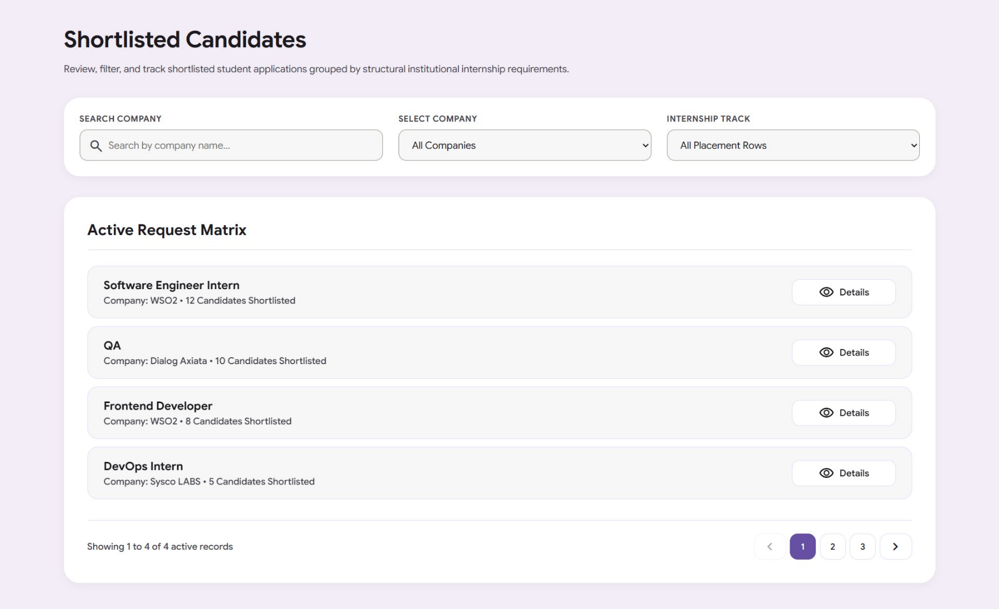 Shortlisted Candidates
Review, filter, and track shortlisted student applications grouped by structural institutional internship requirements.
SEARCH COMPANY
SELECT COMPANY
INTERNSHIP TRACK
Search by company name...
All Companies
All Placement Rows
Active Request Matrix
Software Engineer Intern
Company: WSO2 • 12 Candidates Shortlisted
Details
QA
Company: Dialog Axiata • 10 Candidates Shortlisted
Details
Frontend Developer
Company: WSO2 • 8 Candidates Shortlisted
Details
DevOps Intern
Company: Sysco LABS • 5 Candidates Shortlisted
Details
Showing 1 to 4 of 4 active records
1 2 3